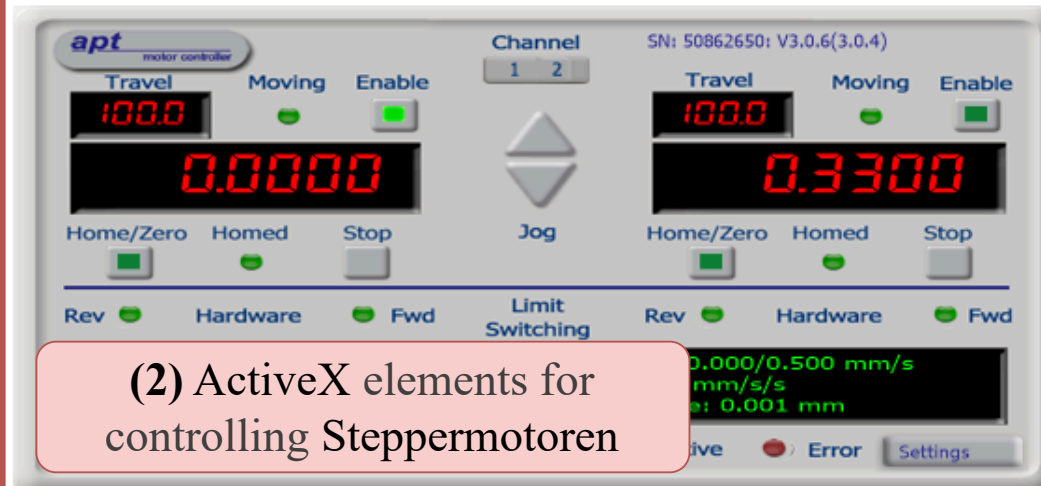 apt
motor controller
Channel
SN: 50862650: V3.0.6(3.0.4)
1 2
Travel Moving Enable
Travel Moving Enable
100.0
100.0
0.0000
0.3300
Jog
Home/Zero Homed Stop
Home/Zero Homed Stop
Rev Hardware Fwd
Limit
Switching
Rev Hardware Fwd
(2) ActiveX elements for
controlling Steppermotoren
0.000/0.500 mm/s
mm/s/s
0.001 mm
Error
Settings